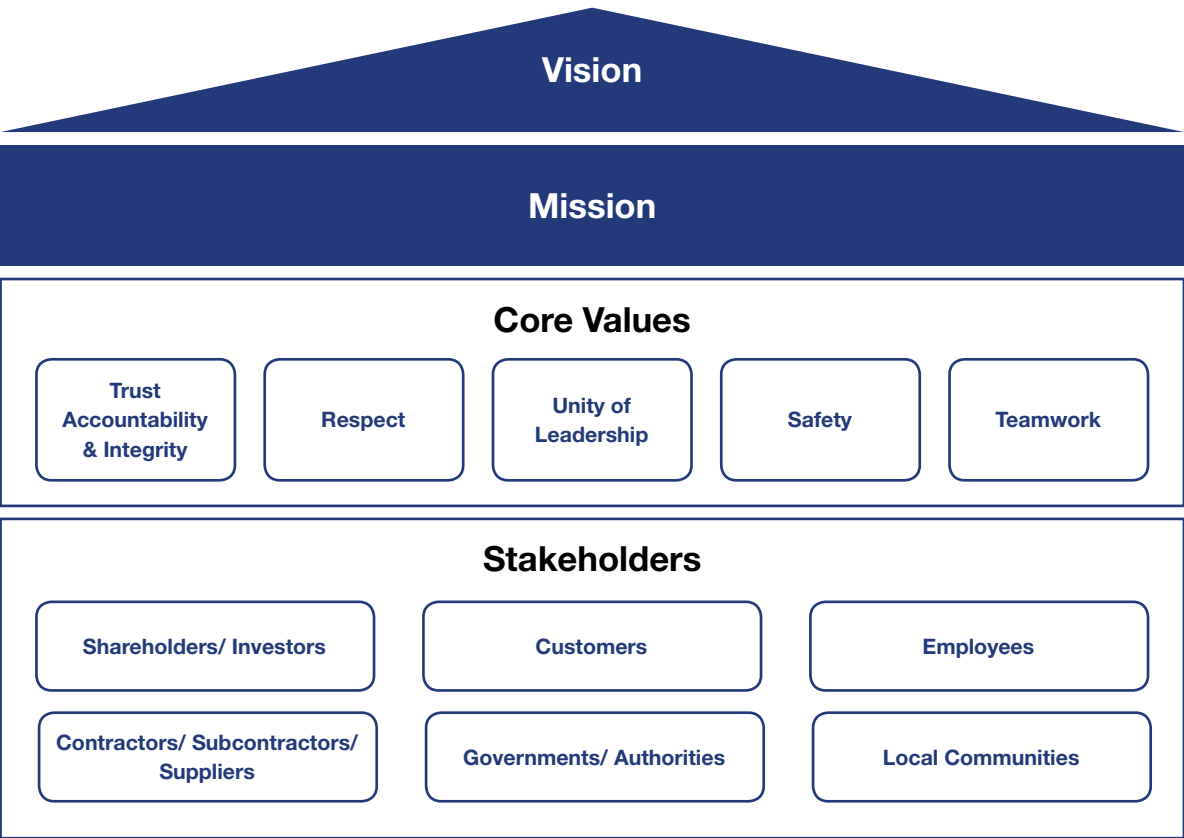 Vision
Mission
Core Values
Trust
Accountability
& Integrity
Respect
Unity of
Leadership
Safety
Teamwork
Stakeholders
Shareholders/ Investors
Customers
Employees
Contractors/ Subcontractors/
Suppliers
Governments/ Authorities
Local Communities